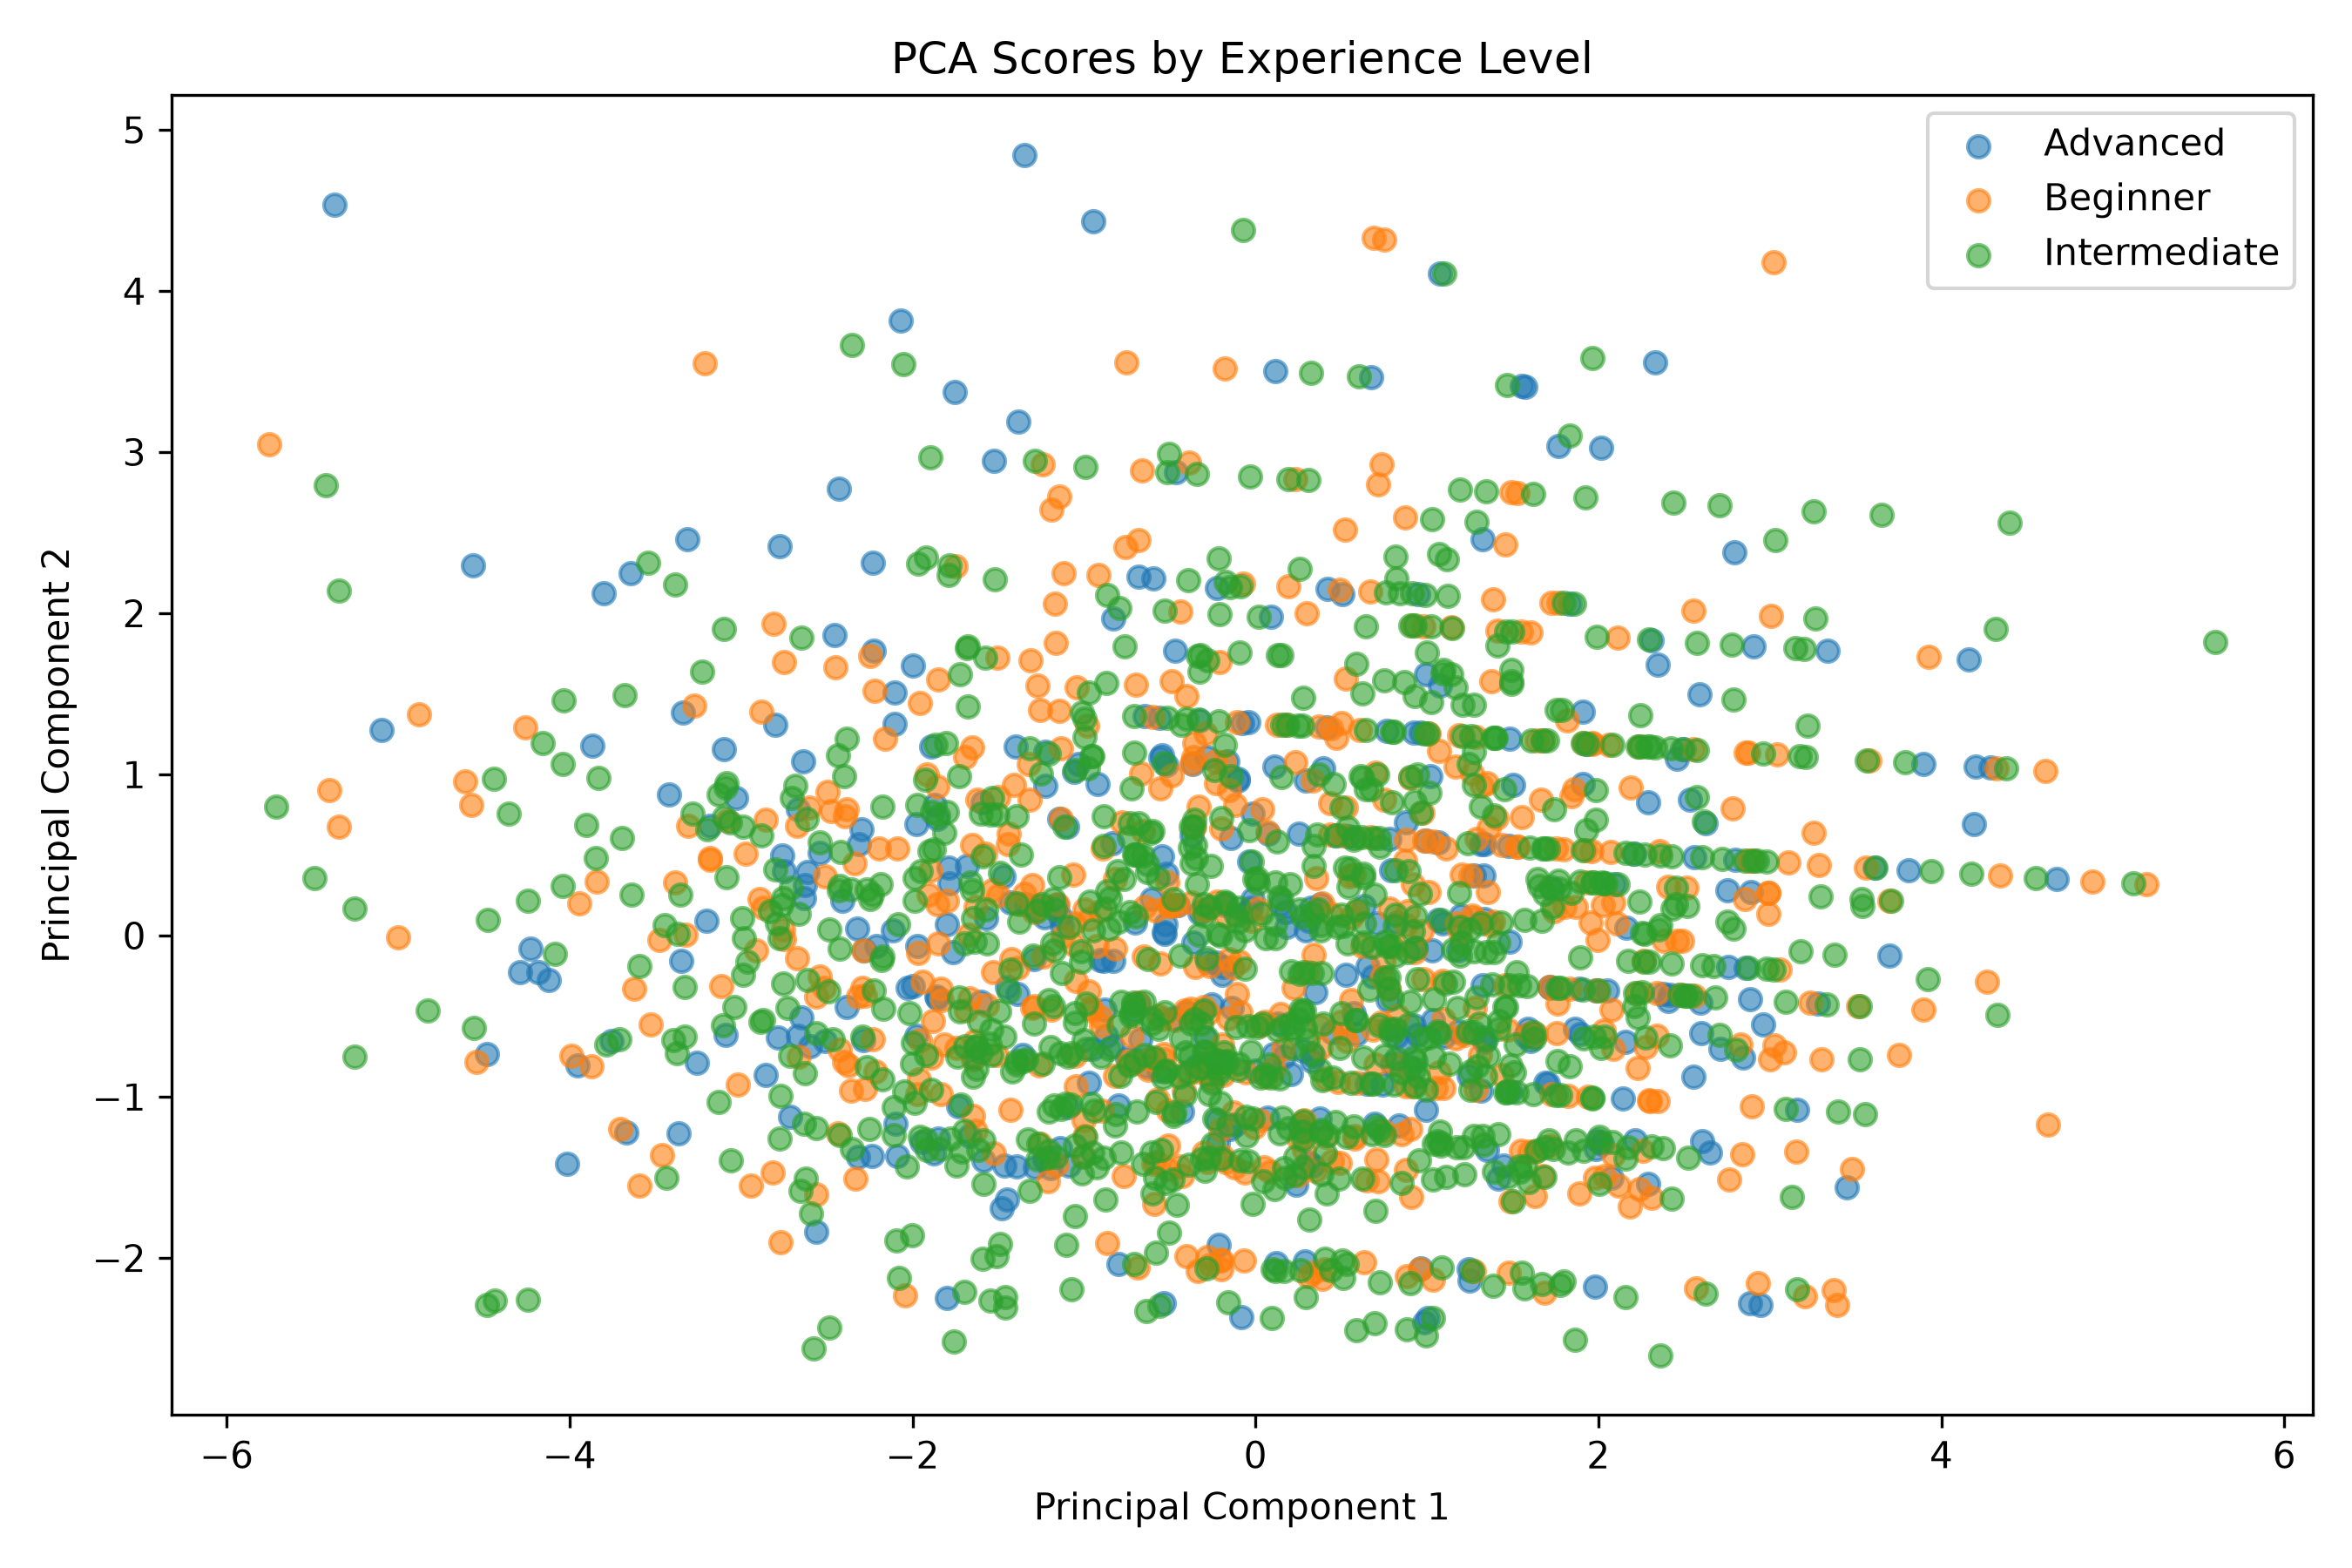 PCA Scores by Experience Level
Advanced
Beginner
Intermediate
5
4
3
2
1
0
−1
−2
Principal Component 2
−6
−4
−2
0
2
4
6
Principal Component 1